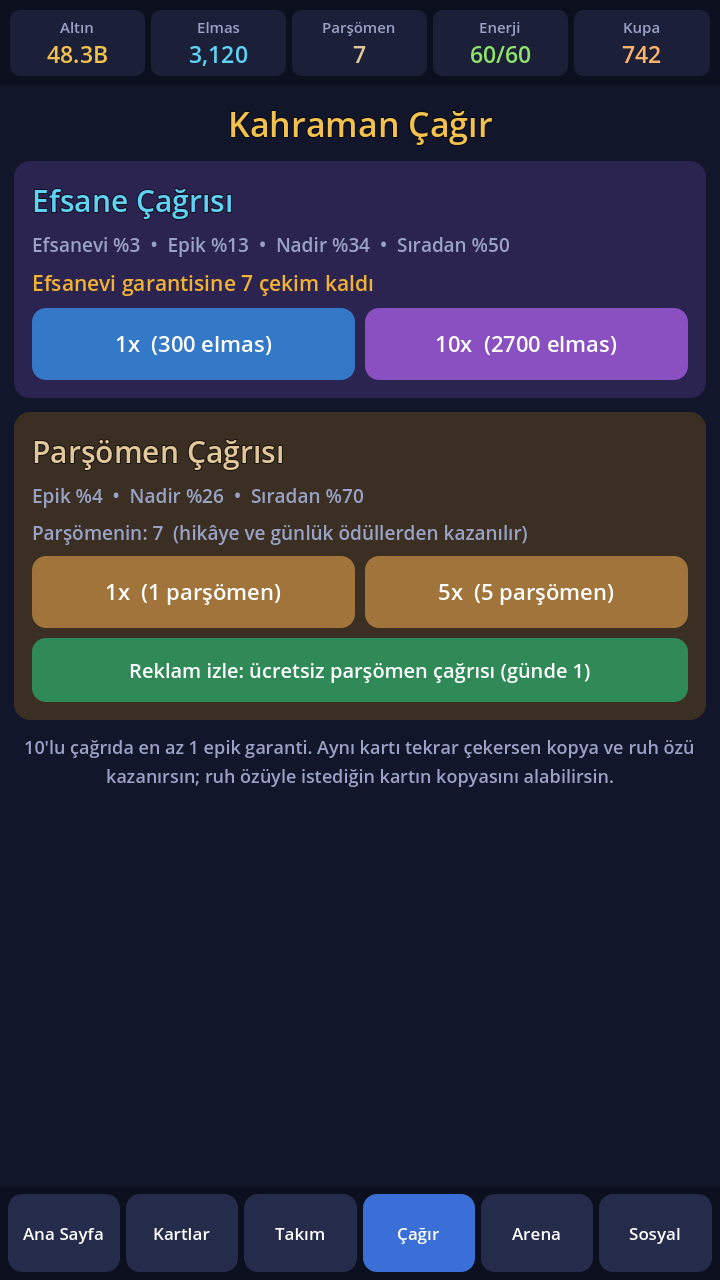 Altın
48.3B
Elmas
3,120
Parşömen
7
Enerji
60/60
Kupa
742
Kahraman Çağır
Efsane Çağrısı
Efsanevi %3 • Epik %13 • Nadir %34 • Sıradan %50
Efsanevi garantisine 7 çekim kaldı
1x (300 elmas)
10x (2700 elmas)
Parşömen Çağrısı
Epik %4 • Nadir %26 • Sıradan %70
Parşömenin: 7 (hikâye ve günlük ödüllerden kazanılır)
1x (1 parşömen)
5x (5 parşömen)
Reklam izle: ücretsiz parşömen çağrısı (günde 1)
10'lu çağrıda en az 1 epik garanti. Aynı kartı tekrar çekersen kopya ve ruh özü
kazanırsın; ruh özüyle istediğin kartın kopyasını alabilirsin.
Ana Sayfa
Kartlar
Takım
Çağır
Arena
Sosyal